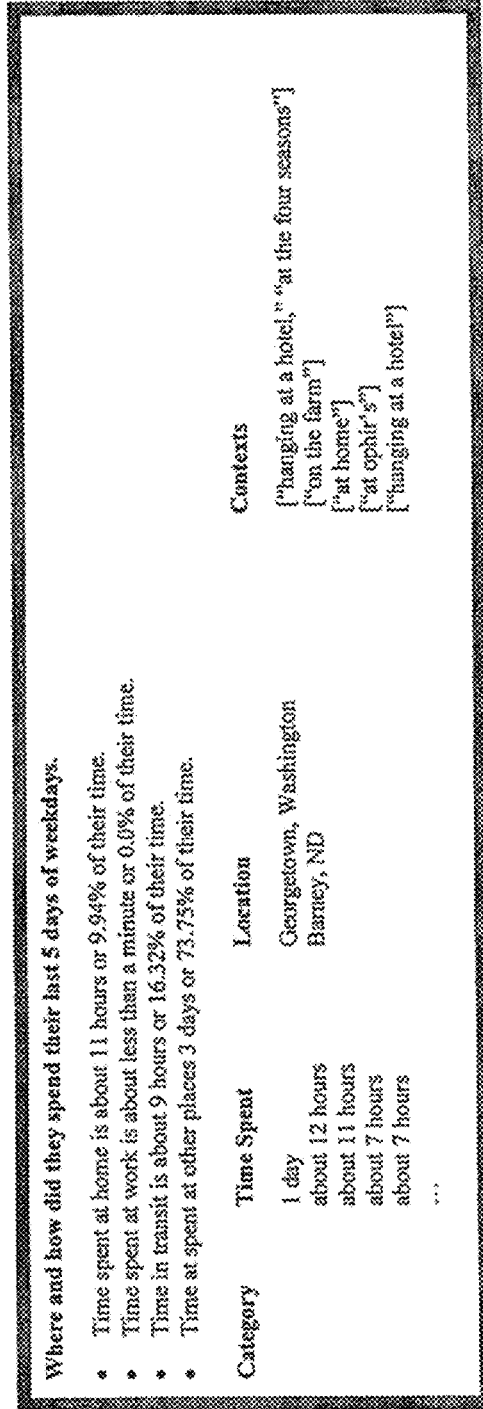 Where and how did they spend their last 5 days of weekdays.
• Time spent at home is about 11 hours or 9.94% of their time.
• Time spent at work is about less than a minute or 0.0% of their time.
• Time in transit is about 9 hours or 16.32% of their time.
• Time at spent at other places 3 days or 73.75% of their time.
Category Time Spent Location Contexts
1 day Georgetown, Washington ["hanging at a hotel," "at the four seasons"]
about 12 hours Barney, ND ["on the farm"]
about 11 hours ["at home"]
about 7 hours ["at ophir's"]
about 7 hours ["hanging at a hotel"]
...